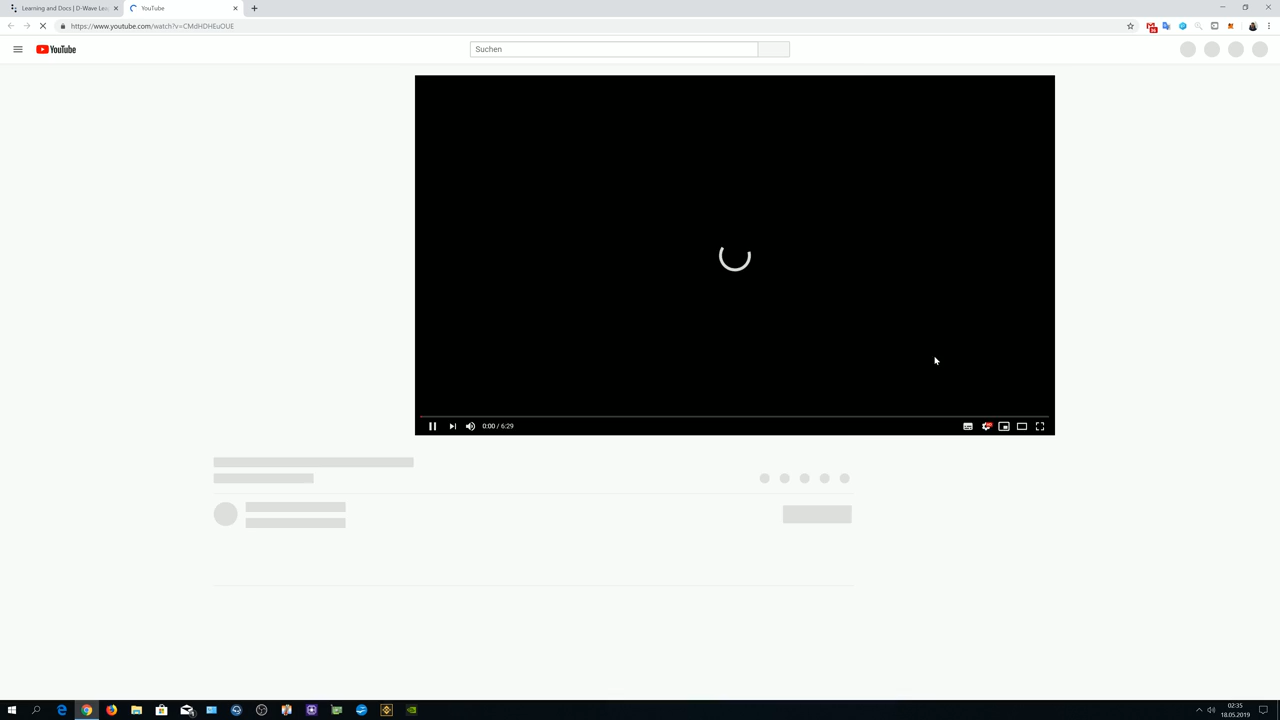 Learning and Docs | D-Wave Lea
YouTube
https://www.youtube.com/watch?v=CMdHDHEuOUE
YouTube
Suchen
0:00 / 6:29
02:35
18.05.2019